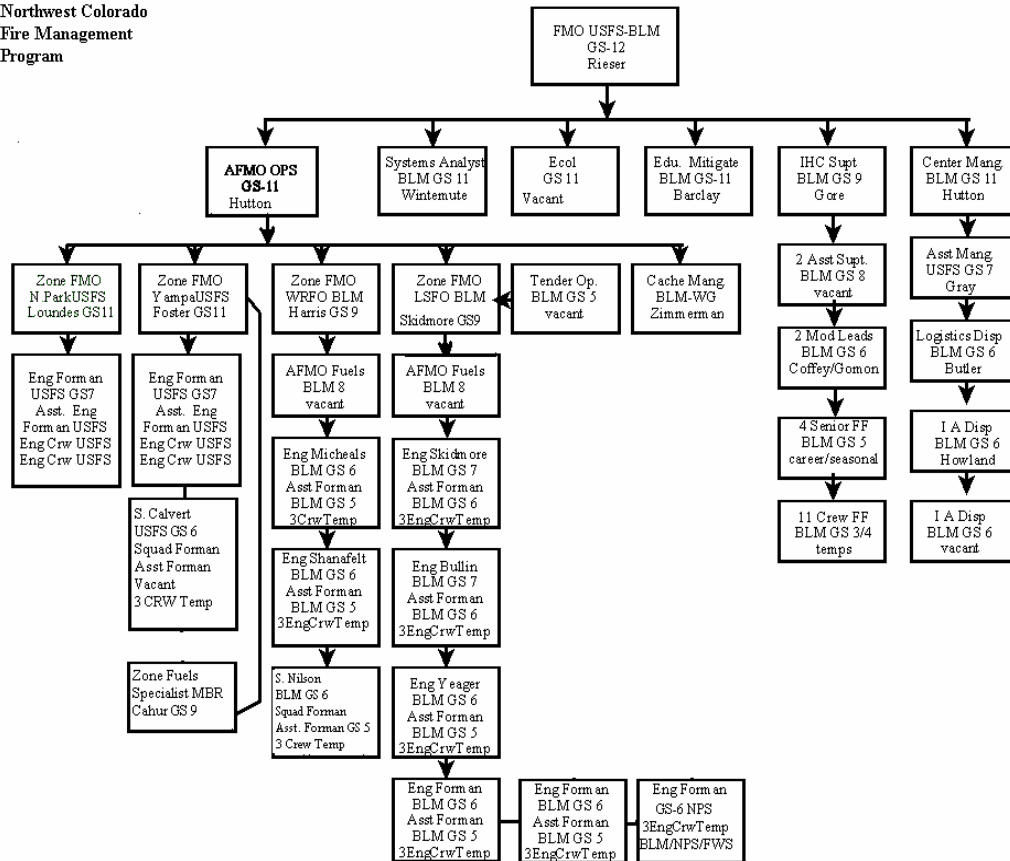 Northwest Colorado
Fire Management
Program
FMO USFS-BLM
GS-12
Rieser
AFMO OPS
GS-11
Hutton
Systems Analyst
BLM GS 11
Wintemute
Ecol
GS 11
Vacant
Edu. Mitigate
BLM GS-11
Barclay
IHC Supt
BLM GS 9
Gore
Center Mang.
BLM GS 11
Hutton
Zone FMO
N.ParkUSFS
Loundes GS11
Zone FMO
YampaUSFS
Foster GS11
Zone FMO
WRFO BLM
Harris GS 9
Zone FMO
LSFO BLM
Skidmore GS9
Tender Op.
BLM GS 5
vacant
Cache Mang.
BLM-WG
Zimmerman
2 Asst Supt.
BLM GS 8
vacant
Asst Mang.
USFS GS 7
Gray
Eng Forman
USFS GS7
Asst. Eng
Forman USFS
Eng Crw USFS
Eng Crw USFS
Eng Forman
USFS GS7
Asst. Eng
Forman USFS
Eng Crw USFS
Eng Crw USFS
AFMO Fuels
BLM 8
vacant
AFMO Fuels
BLM 8
vacant
2 Mod Leads
BLM GS 6
Coffey/Gomon
Logistics Disp
BLM GS 6
Butler
Eng Micheals
BLM GS 6
Asst Forman
BLM GS 5
3CrwTemp
Eng Skidmore
BLM GS 7
Asst Forman
BLM GS 6
3EngCrwTemp
4 Senior FF
BLM GS 5
career/seasonal
I A Disp
BLM GS 6
Howland
S. Calvert
USFS GS 6
Squad Forman
Asst Forman
Vacant
3 CRW Temp
Eng Shanafelt
BLM GS 6
Asst Forman
BLM GS 5
3EngCrwTemp
Eng Bullin
BLM GS 7
Asst Forman
BLM GS 6
3EngCrwTemp
11 Crew FF
BLM GS 3/4
temps
I A Disp
BLM GS 6
vacant
Zone Fuels
Specialist MBR
Cahur GS 9
S. Nilson
BLM GS 6
Squad Forman
Asst. Forman GS 5
3 Crew Temp
Eng Yeager
BLM GS 6
Asst Forman
BLM GS 5
3EngCrwTemp
Eng Forman
BLM GS 6
Asst Forman
BLM GS 5
3EngCrwTemp
Eng Forman
BLM GS 6
Asst Forman
BLM GS 5
3EngCrwTemp
Eng Forman
GS-6 NPS
3EngCrwTemp
BLM/NPS/FWS